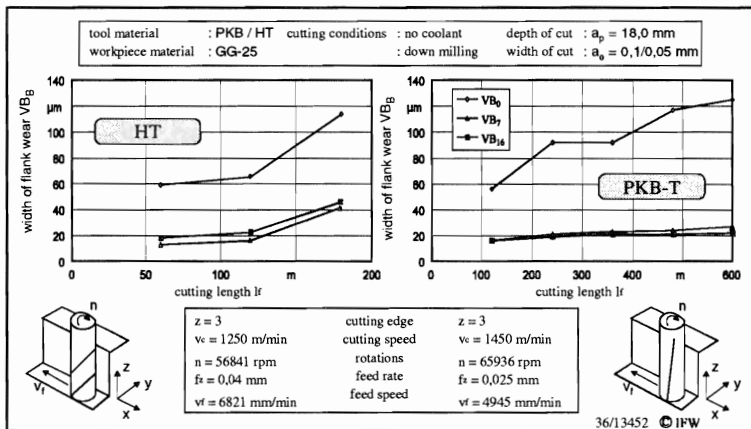 tool material : PKB / HT cutting conditions : no coolant depth of cut : aₚ = 18,0 mm
workpiece material : GG-25 : down milling width of cut : aₑ = 0,1/0,05 mm
width of flank wear VB_B
140
µm
100
80
60
40
20
0
HT
0 50 100 m 200
cutting length lf
width of flank wear VB_B
140
µm
100
80
60
40
20
0
VB₀
VB₇
VB₁₆
PKB-T
0 100 200 300 400 m 600
cutting length lf
n
vf
z
y
x
z = 3 cutting edge z = 3
vc = 1250 m/min cutting speed vc = 1450 m/min
n = 56841 rpm rotations n = 65936 rpm
fz = 0,04 mm feed rate fz = 0,025 mm
vf = 6821 mm/min feed speed vf = 4945 mm/min
n
vf
z
y
x
36/13452 © IFW